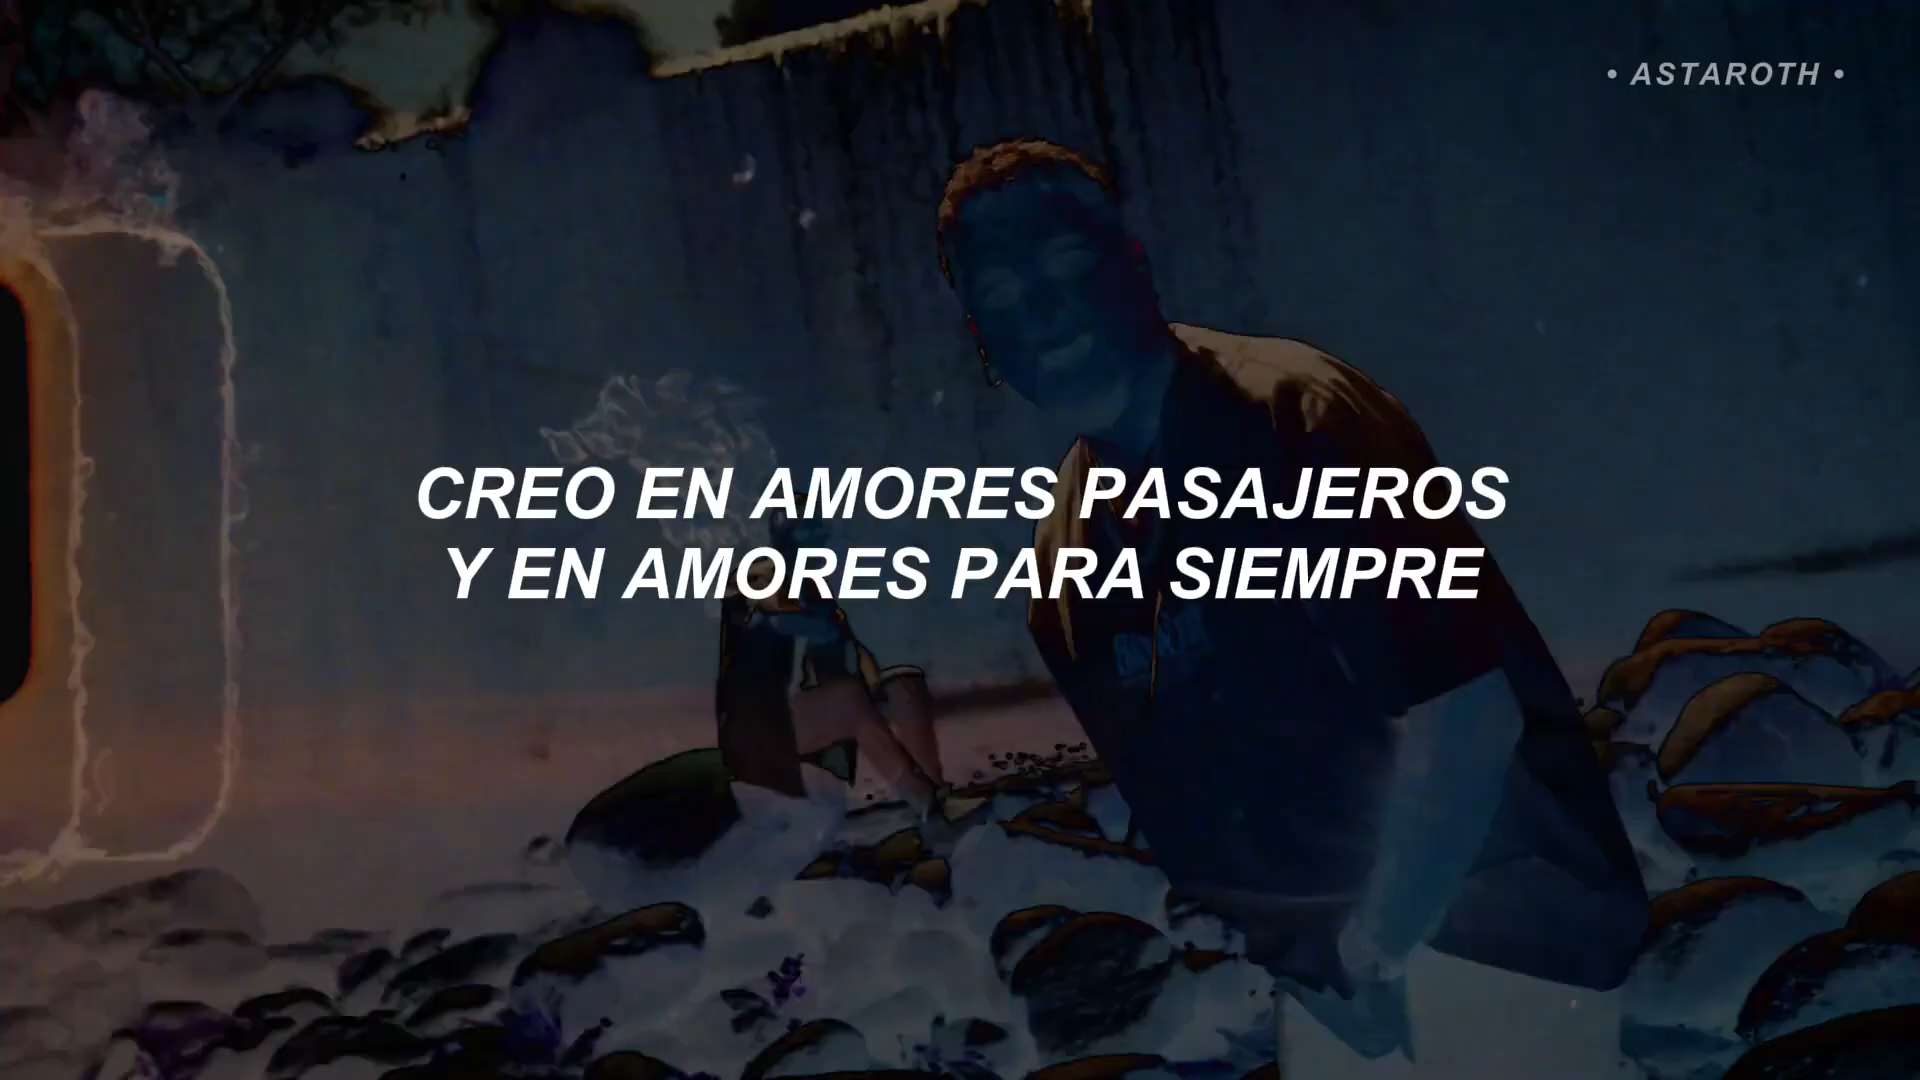 • ASTAROTH •
CREO EN AMORES PASAJEROS
Y EN AMORES PARA SIEMPRE